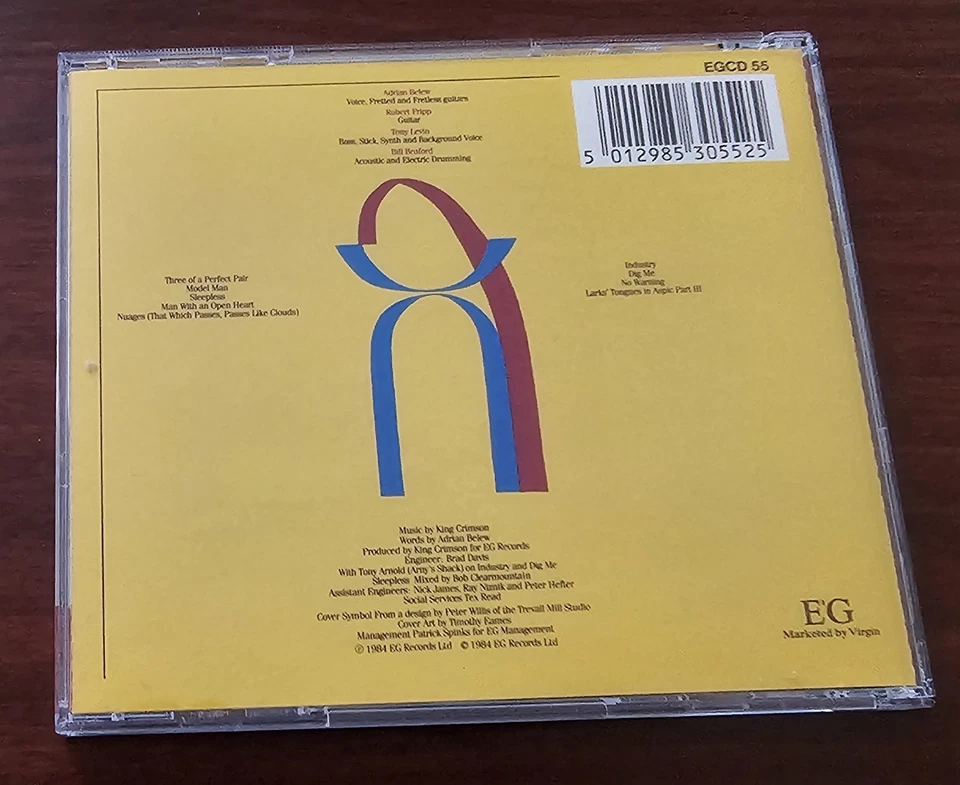 EGCD 55
5 012985 305525
Adrian Belew
Voice, Fretted and Fretless guitars
Robert Fripp
Guitar
Tony Levin
Bass, Stick, Synth and Background Voice
Bill Bruford
Acoustic and Electric Drumming
Three of a Perfect Pair
Model Man
Sleepless
Man With an Open Heart
Nuages (That Which Passes, Passes Like Clouds)
Industry
Dig Me
No Warning
Larks' Tongues in Aspic Part III
Music by King Crimson
Words by Adrian Belew
Produced by King Crimson for EG Records
Engineer: Brad Davis
With Tony Arnold (Arny's Shack) on Industry and Dig Me
Sleepless Mixed by Bob Clearmountain
Assistant Engineers: Nick James, Ray Niznik and Peter Hefter
Social Services Tex Read
Cover Symbol From a design by Peter Willis of the Trevail Mill Studio
Cover Art by Timothy Eames
Management Patrick Spinks for EG Management
℗ 1984 EG Records Ltd © 1984 EG Records Ltd
E'G
Marketed by Virgin